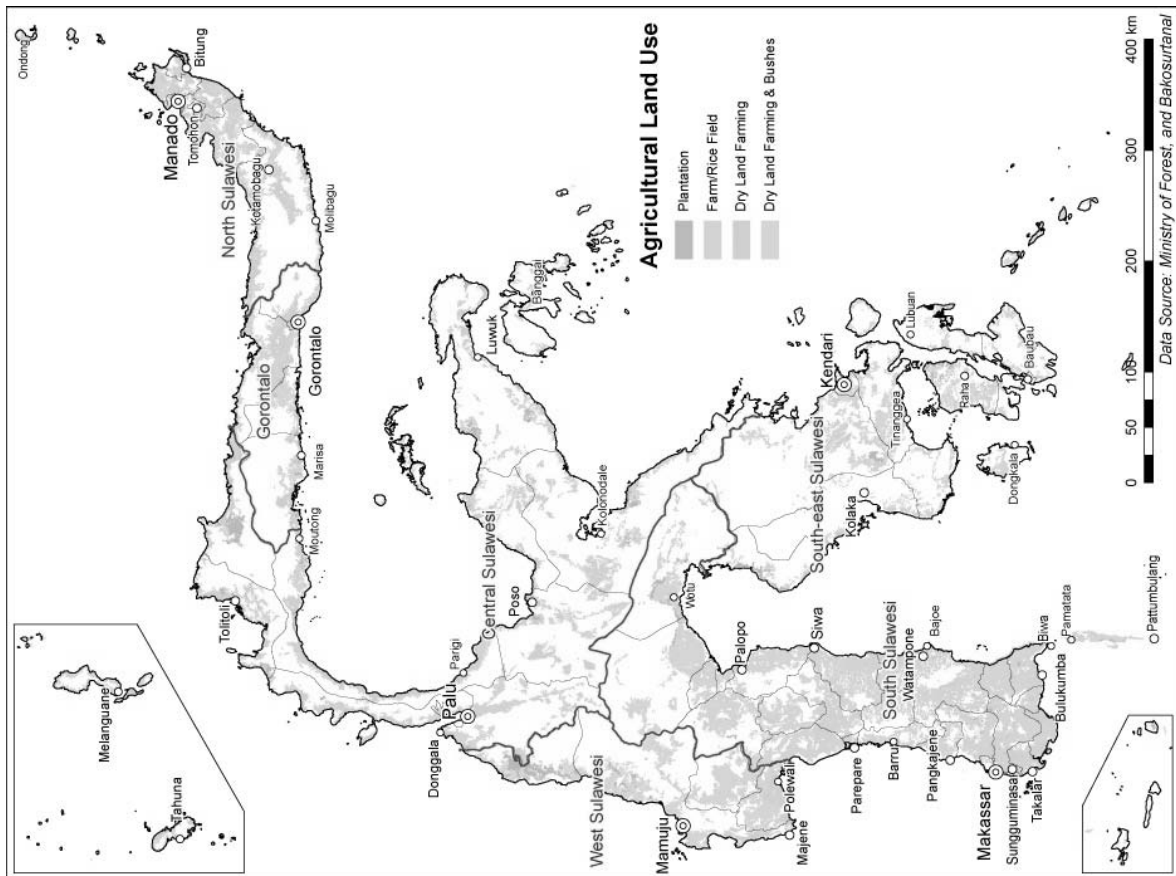 Ondong
Bitung
Manado
Tomohon
North Sulawesi
Kotamobagu
Molibagu
Gorontalo
Gorontalo
Marisa
Moutong
Tolitoli
Melanguane
Tahuna
Agricultural Land Use
Plantation
Farm/Rice Field
Dry Land Farming
Dry Land Farming & Bushes
Banggai
Luwuk
Central Sulawesi
Poso
Parigi
Palu
Donggala
Kolonodale
West Sulawesi
Mamuju
Majene
Polewali
South-east Sulawesi
Kendari
Kolaka
Tinanggea
Lubuan
Raha
Baubau
Dongkala
Wotu
Palopo
Siwa
South Sulawesi
Watampone
Bajoe
Parepare
Barru
Pangkajene
Makassar
Sungguminasa
Takalar
Bulukumba
Biwa
Pamatata
Pattumbujang
0 50 100 200 300 400 km
Data Source: Ministry of Forest, and Bakosurtanal